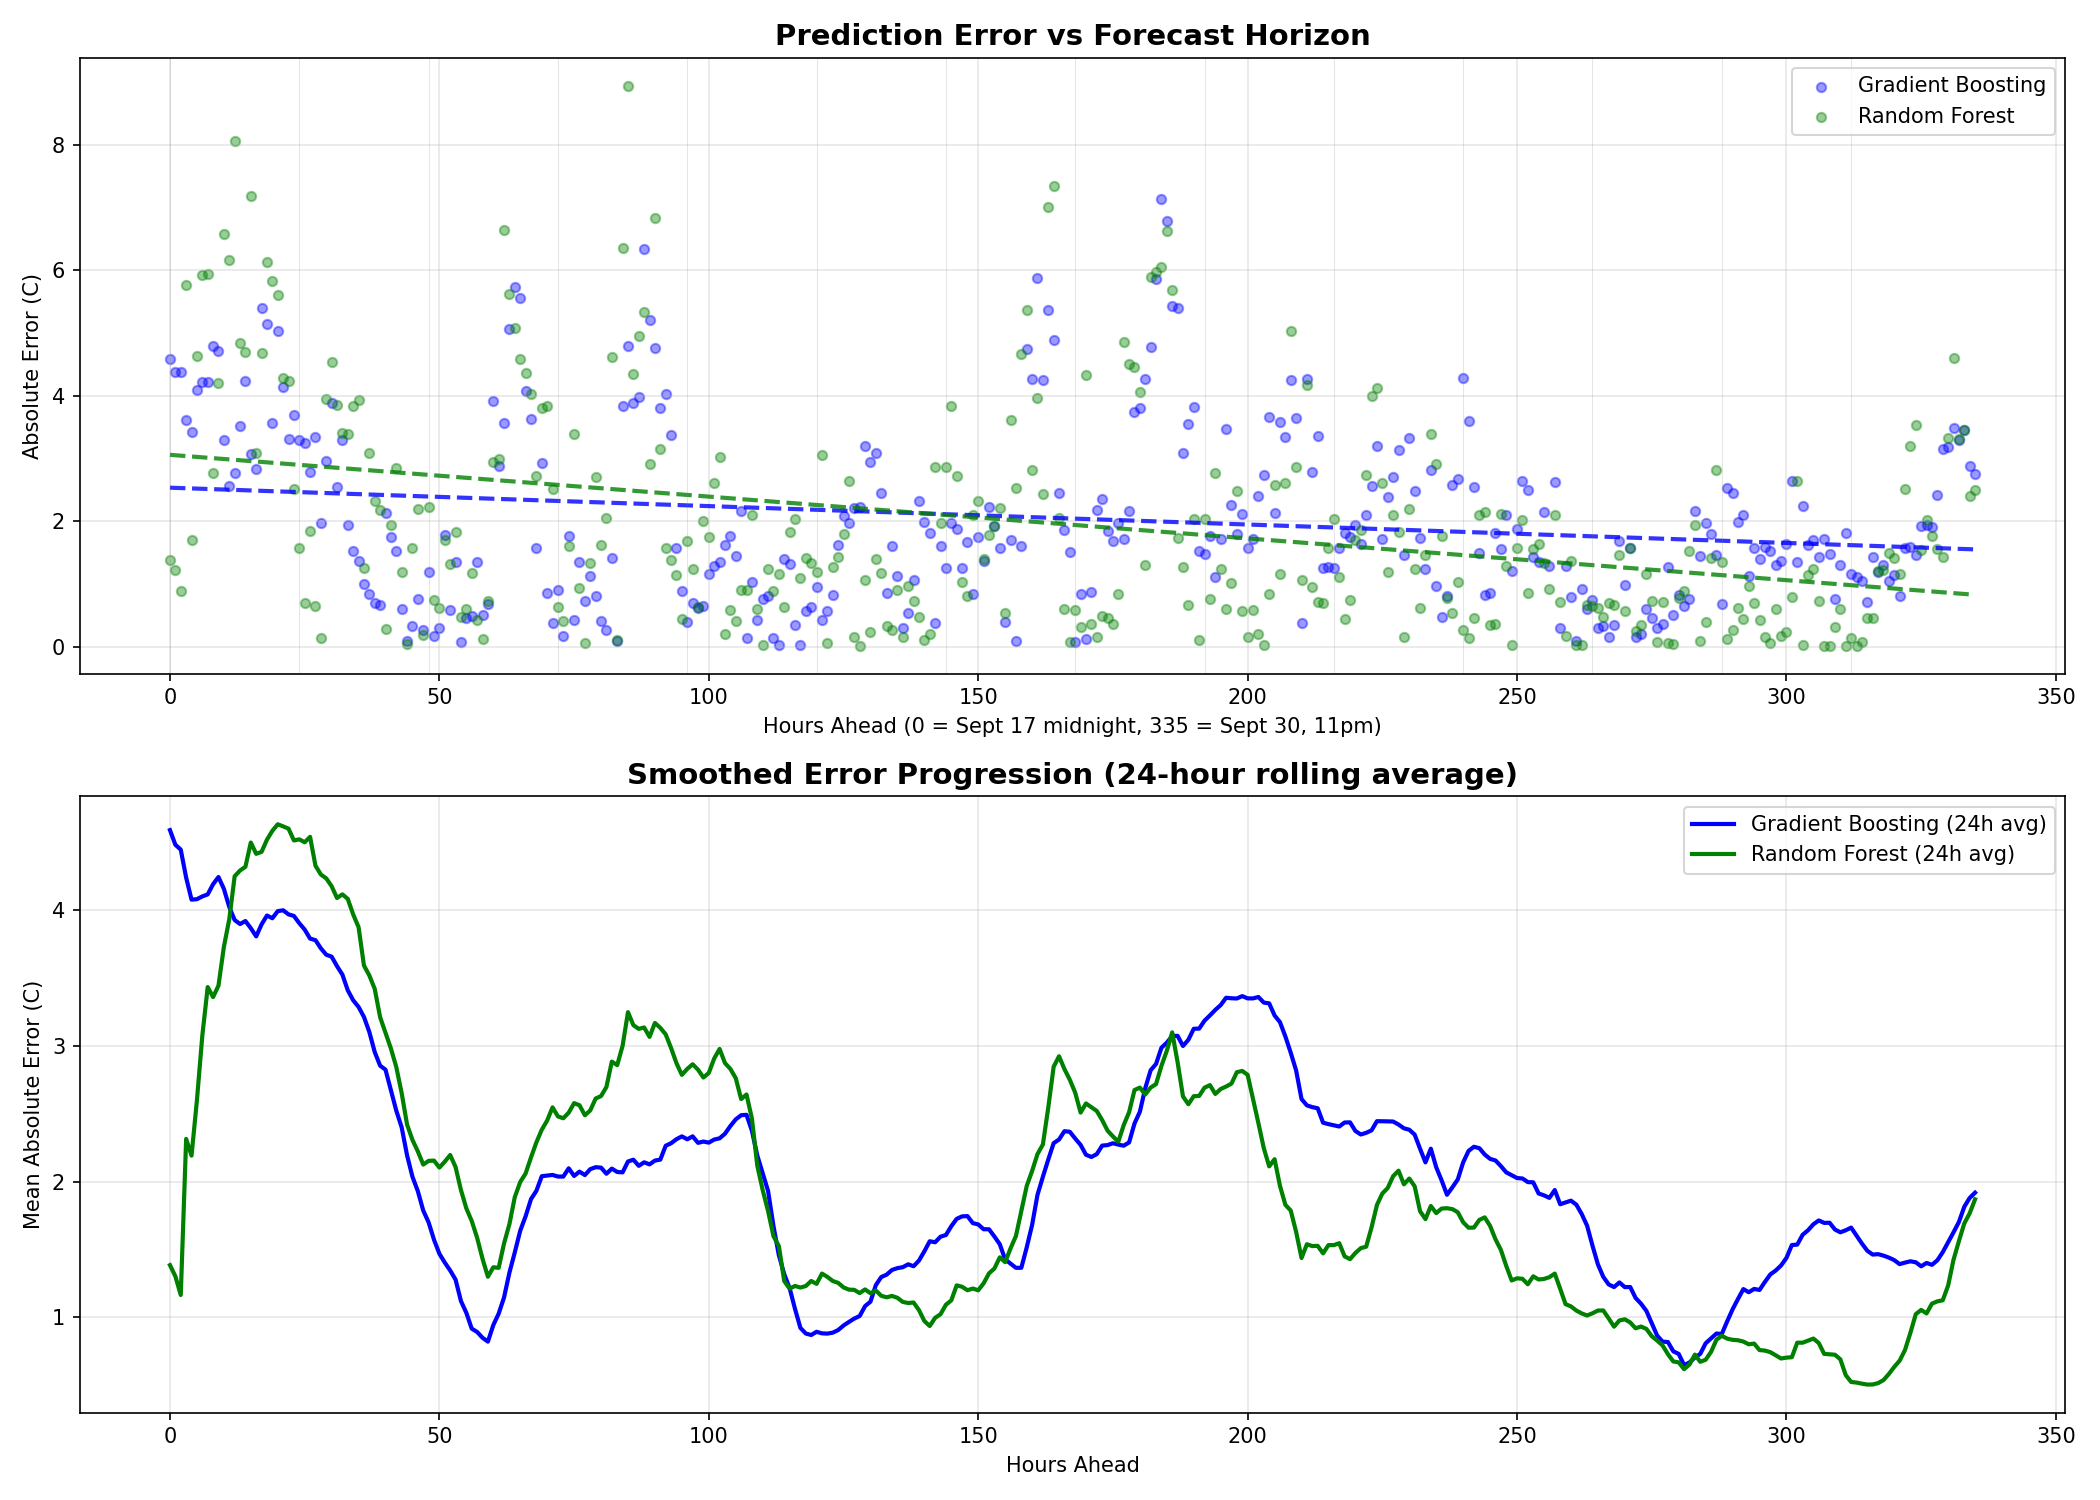 Prediction Error vs Forecast Horizon
Gradient Boosting
Random Forest
Absolute Error (C)
8
6
4
2
0
0 50 100 150 200 250 300 350
Hours Ahead (0 = Sept 17 midnight, 335 = Sept 30, 11pm)
Smoothed Error Progression (24-hour rolling average)
Gradient Boosting (24h avg)
Random Forest (24h avg)
Mean Absolute Error (C)
4
3
2
1
0 50 100 150 200 250 300 350
Hours Ahead